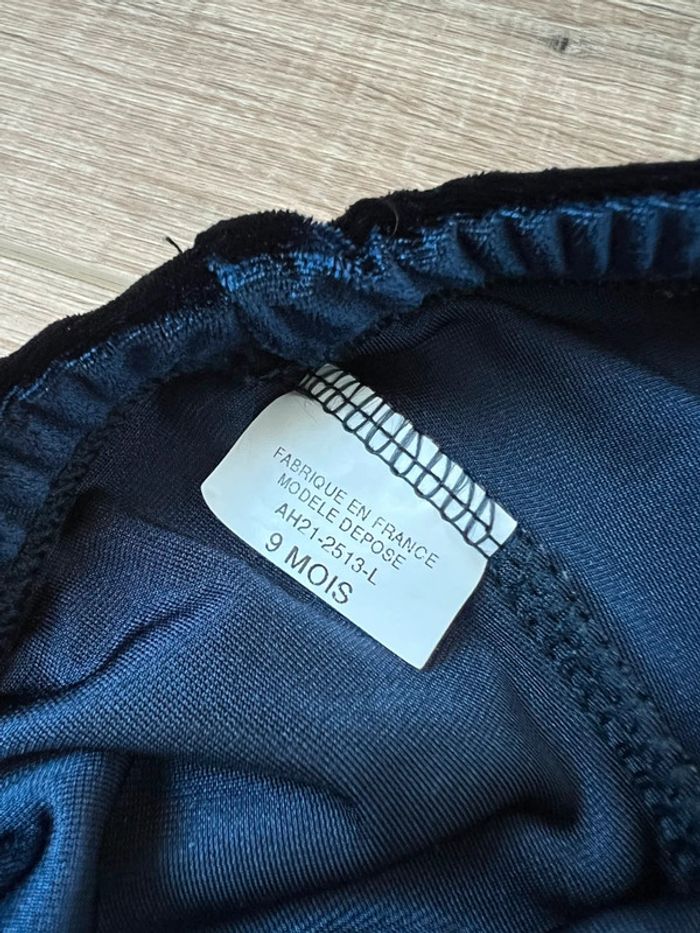 FABRIQUE EN FRANCE
MODELE DEPOSE
AH21-2513-L
9 MOIS